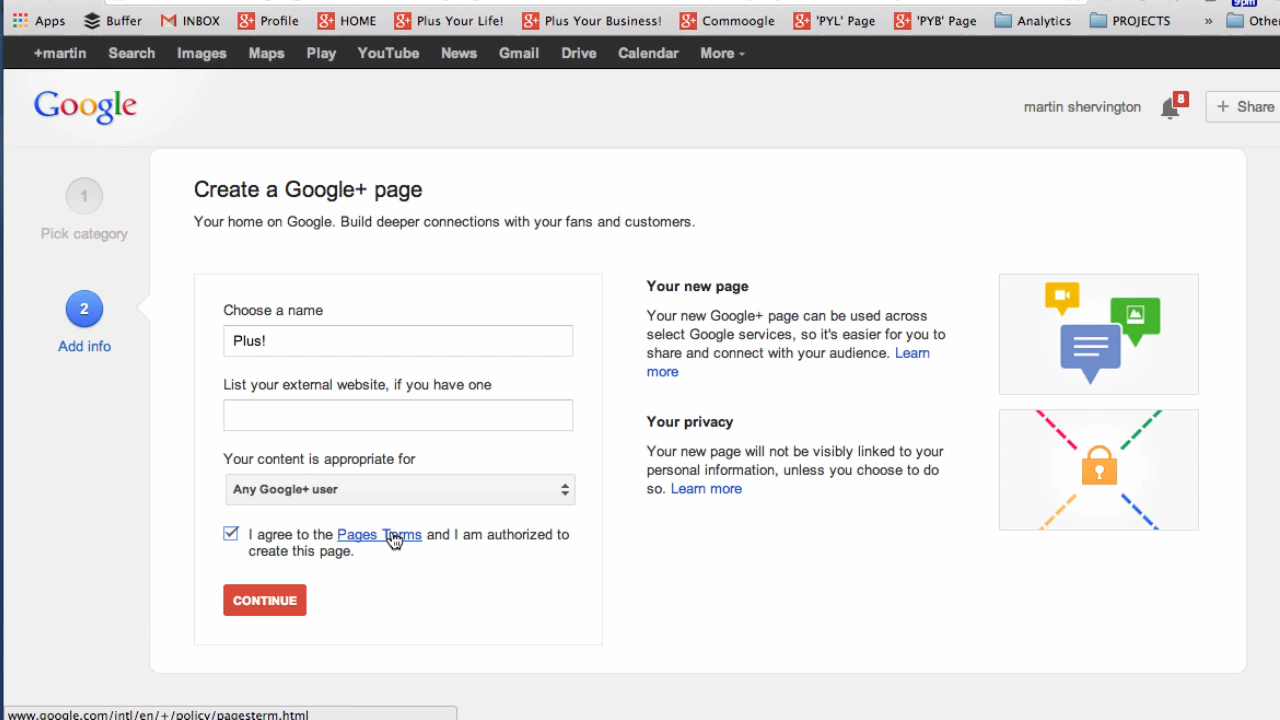 Apps Buffer INBOX Profile HOME Plus Your Life! Plus Your Business! Commoogle 'PYL' Page 'PYB' Page Analytics PROJECTS » Othe
9pm
+martin Search Images Maps Play YouTube News Gmail Drive Calendar More
Google
martin shervington
8
+ Share
1
Pick category
2
Add info
Create a Google+ page
Your home on Google. Build deeper connections with your fans and customers.
Choose a name
Plus!
List your external website, if you have one
Your content is appropriate for
Any Google+ user
I agree to the Pages Terms and I am authorized to
create this page.
CONTINUE
Your new page
Your new Google+ page can be used across
select Google services, so it's easier for you to
share and connect with your audience. Learn
more
Your privacy
Your new page will not be visibly linked to your
personal information, unless you choose to do
so. Learn more
www.google.com/intl/en/+/policy/pagesterm.html